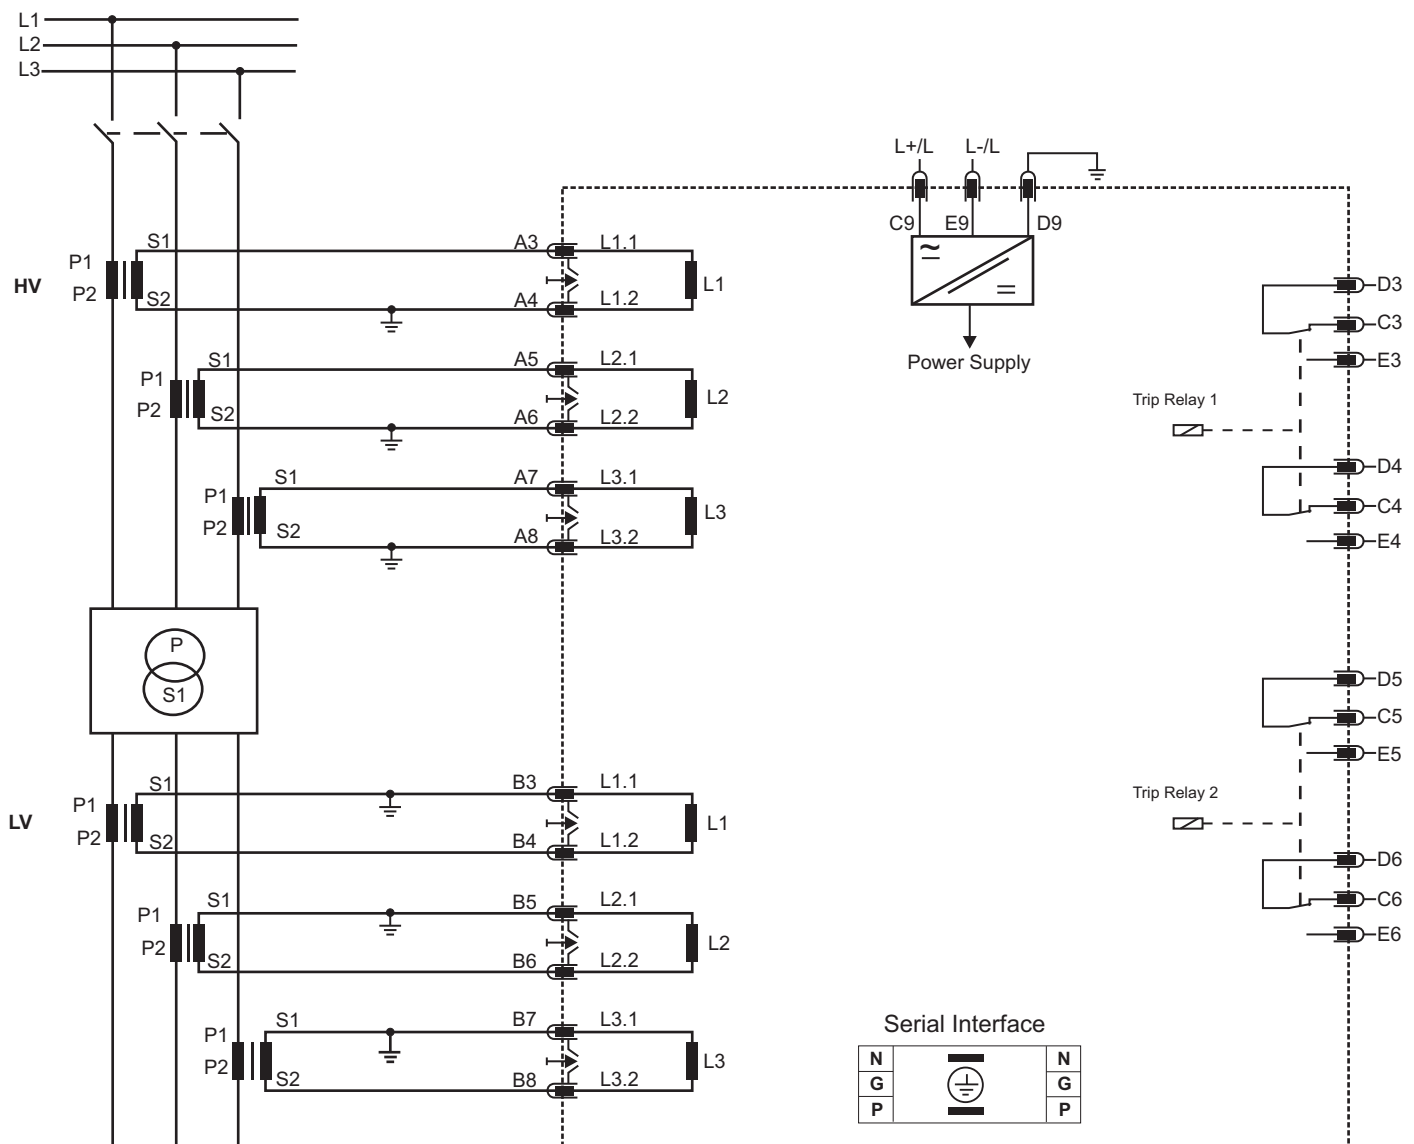 L1
L2
L3
L+/L L-/L
C9 E9 D9
Power Supply
HV
P1
P2
S1
S2
A3 L1.1
A4 L1.2
L1
P1
P2
S1
S2
A5 L2.1
A6 L2.2
L2
P1
P2
S1
S2
A7 L3.1
A8 L3.2
L3
P
S1
LV
P1
P2
S1
S2
B3 L1.1
B4 L1.2
L1
P1
P2
S1
S2
B5 L2.1
B6 L2.2
L2
P1
P2
S1
S2
B7 L3.1
B8 L3.2
L3
D3
C3
E3
Trip Relay 1
D4
C4
E4
D5
C5
E5
Trip Relay 2
D6
C6
E6
Serial Interface
N N
G G
P P